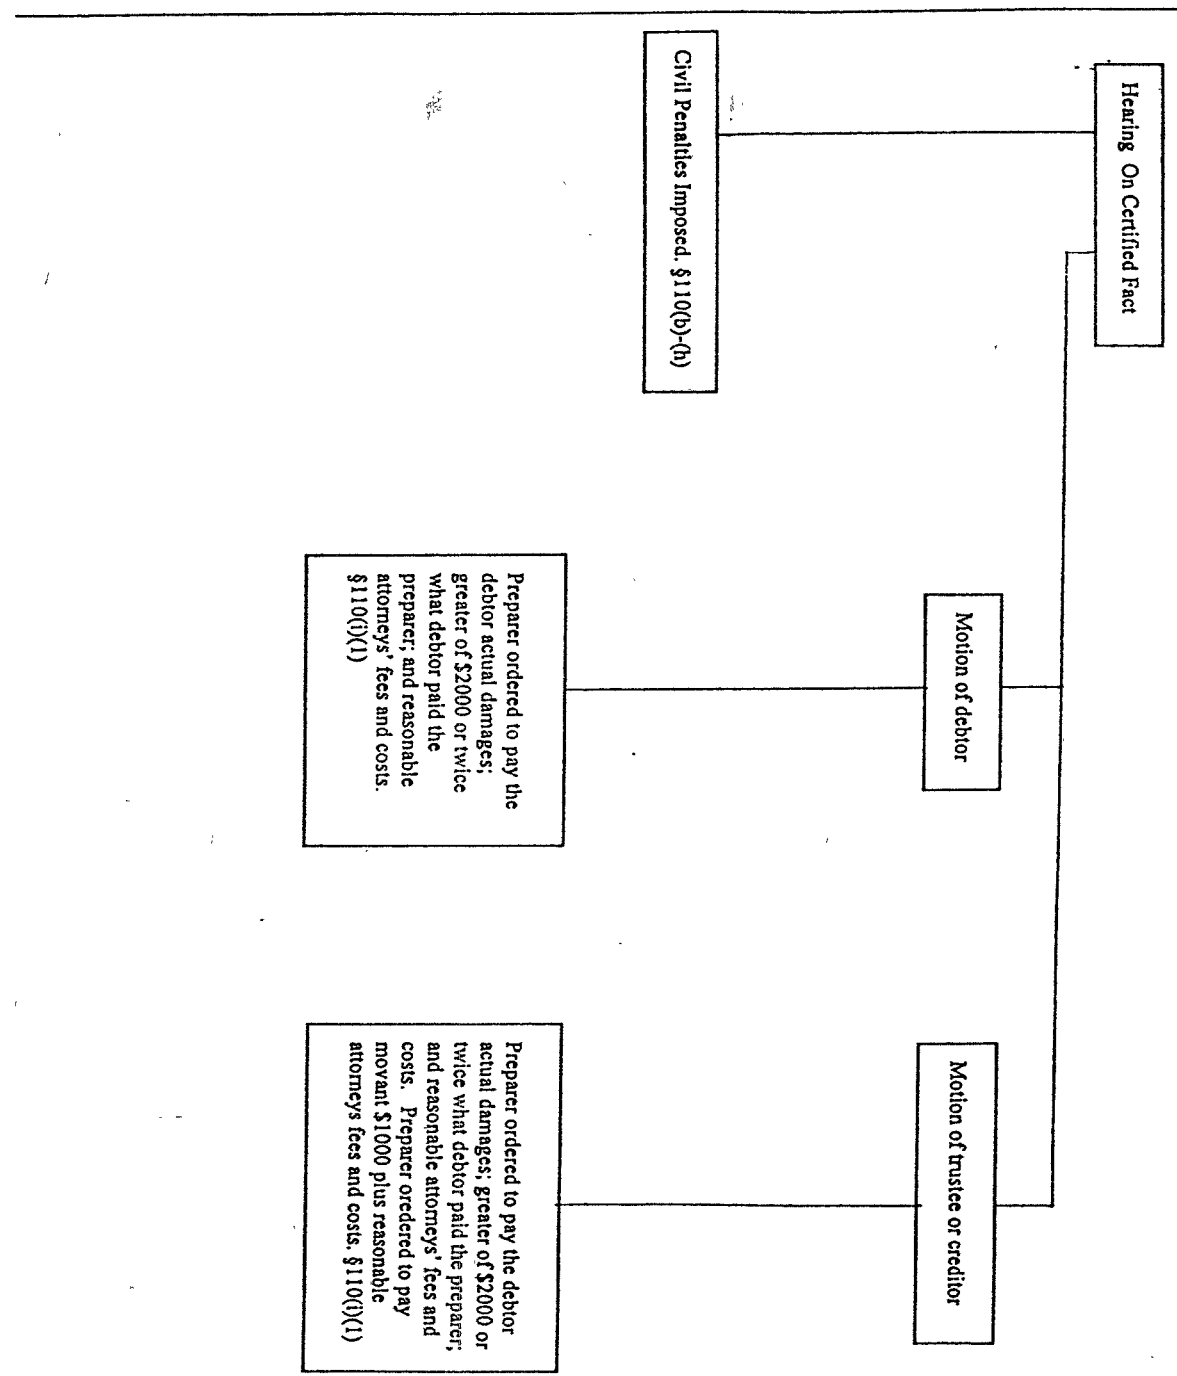 Hearing On Certified Fact
Civil Penalties Imposed. §110(b)-(h)
Motion of debtor
Preparer ordered to pay the
debtor actual damages;
greater of $2000 or twice
what debtor paid the
preparer; and reasonable
attorneys' fees and costs.
§110(i)(1)
Motion of trustee or creditor
Preparer ordered to pay the debtor
actual damages; greater of $2000 or
twice what debtor paid the preparer;
and reasonable attorneys' fees and
costs. Preparer oredered to pay
movant $1000 plus reasonable
attorneys fees and costs. §110(i)(1)